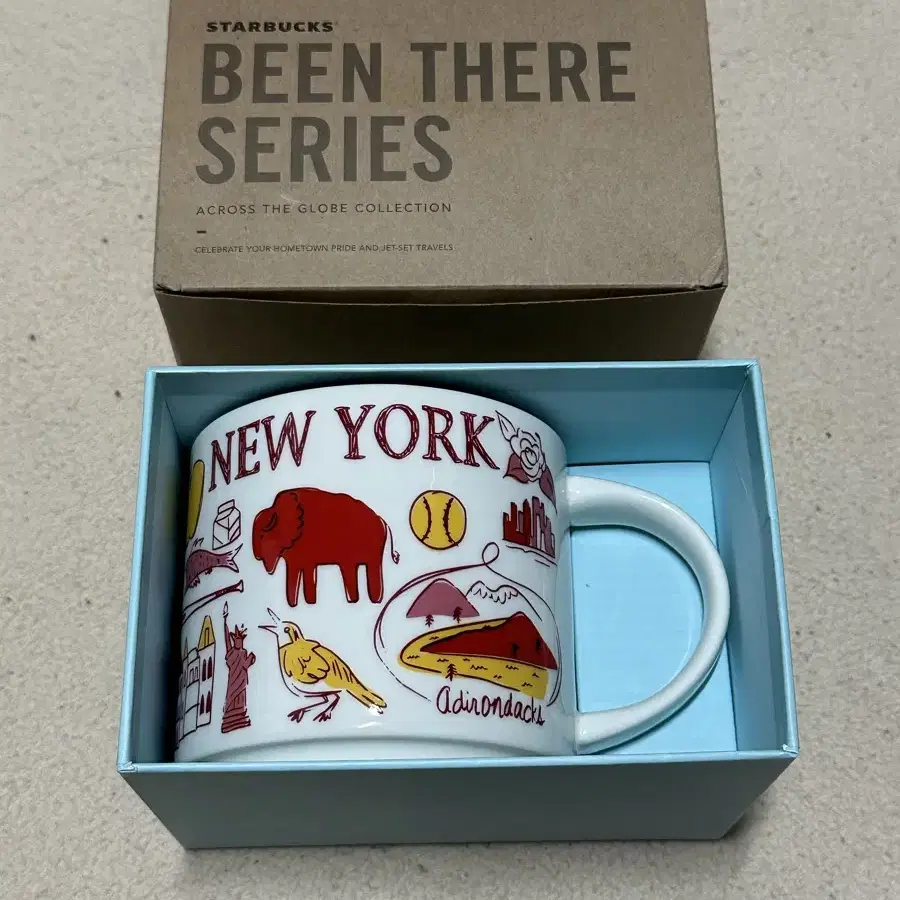 STARBUCKS
BEEN THERE
SERIES
ACROSS THE GLOBE COLLECTION
–
CELEBRATE YOUR HOMETOWN PRIDE AND JET-SET TRAVELS
NEW YORK
Adirondacks